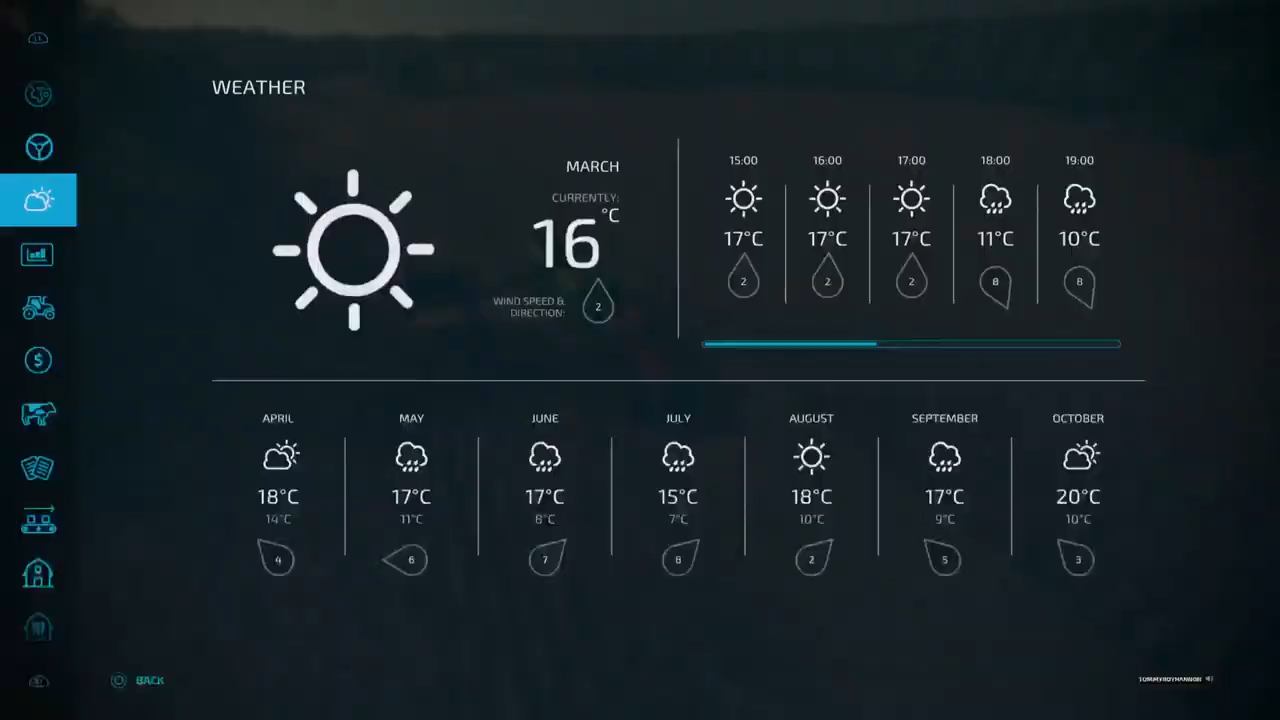 WEATHER
MARCH
CURRENTLY:
16 °C
WIND SPEED &
DIRECTION:
2
15:00 16:00 17:00 18:00 19:00
17°C 17°C 17°C 11°C 10°C
2 2 2 8 8
APRIL MAY JUNE JULY AUGUST SEPTEMBER OCTOBER
18°C 17°C 17°C 15°C 18°C 17°C 20°C
14°C 11°C 8°C 7°C 10°C 9°C 10°C
4 6 7 6 2 5 3
BACK